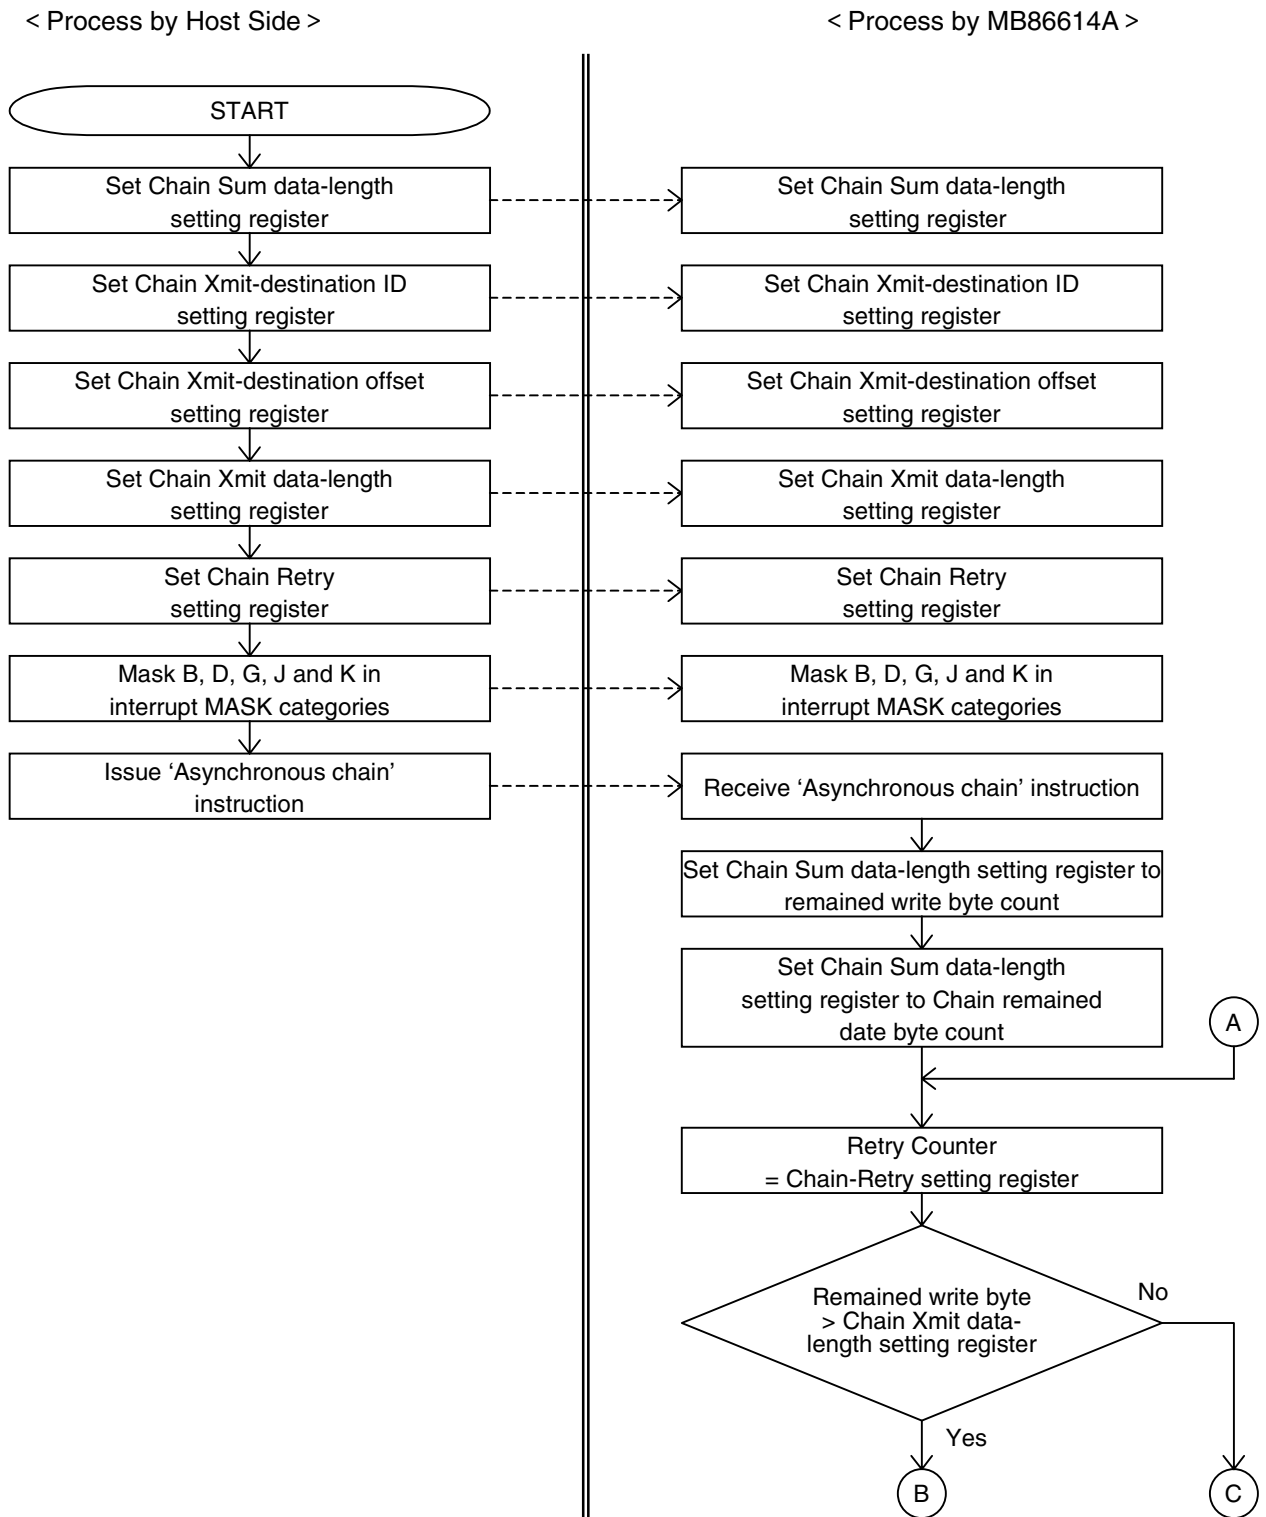 < Process by Host Side >
< Process by MB86614A >
START
Set Chain Sum data-length
setting register
Set Chain Sum data-length
setting register
Set Chain Xmit-destination ID
setting register
Set Chain Xmit-destination ID
setting register
Set Chain Xmit-destination offset
setting register
Set Chain Xmit-destination offset
setting register
Set Chain Xmit data-length
setting register
Set Chain Xmit data-length
setting register
Set Chain Retry
setting register
Set Chain Retry
setting register
Mask B, D, G, J and K in
interrupt MASK categories
Mask B, D, G, J and K in
interrupt MASK categories
Issue ‘Asynchronous chain’
instruction
Receive ‘Asynchronous chain’ instruction
Set Chain Sum data-length setting register to
remained write byte count
Set Chain Sum data-length
setting register to Chain remained
date byte count
A
Retry Counter
= Chain-Retry setting register
Remained write byte
> Chain Xmit data-
length setting register
No
Yes
B
C